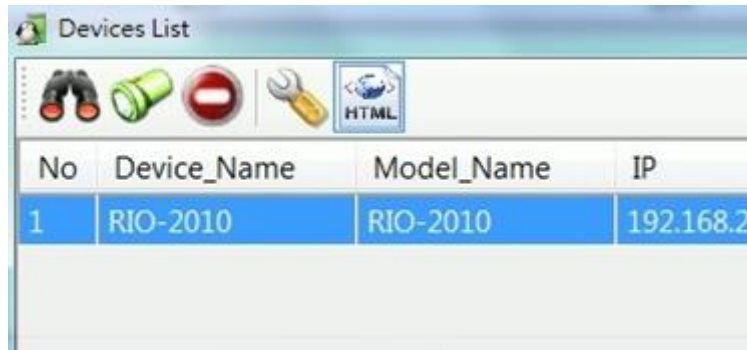 Devices List
HTML
No Device_Name Model_Name IP
1 RIO-2010 RIO-2010 192.168.2